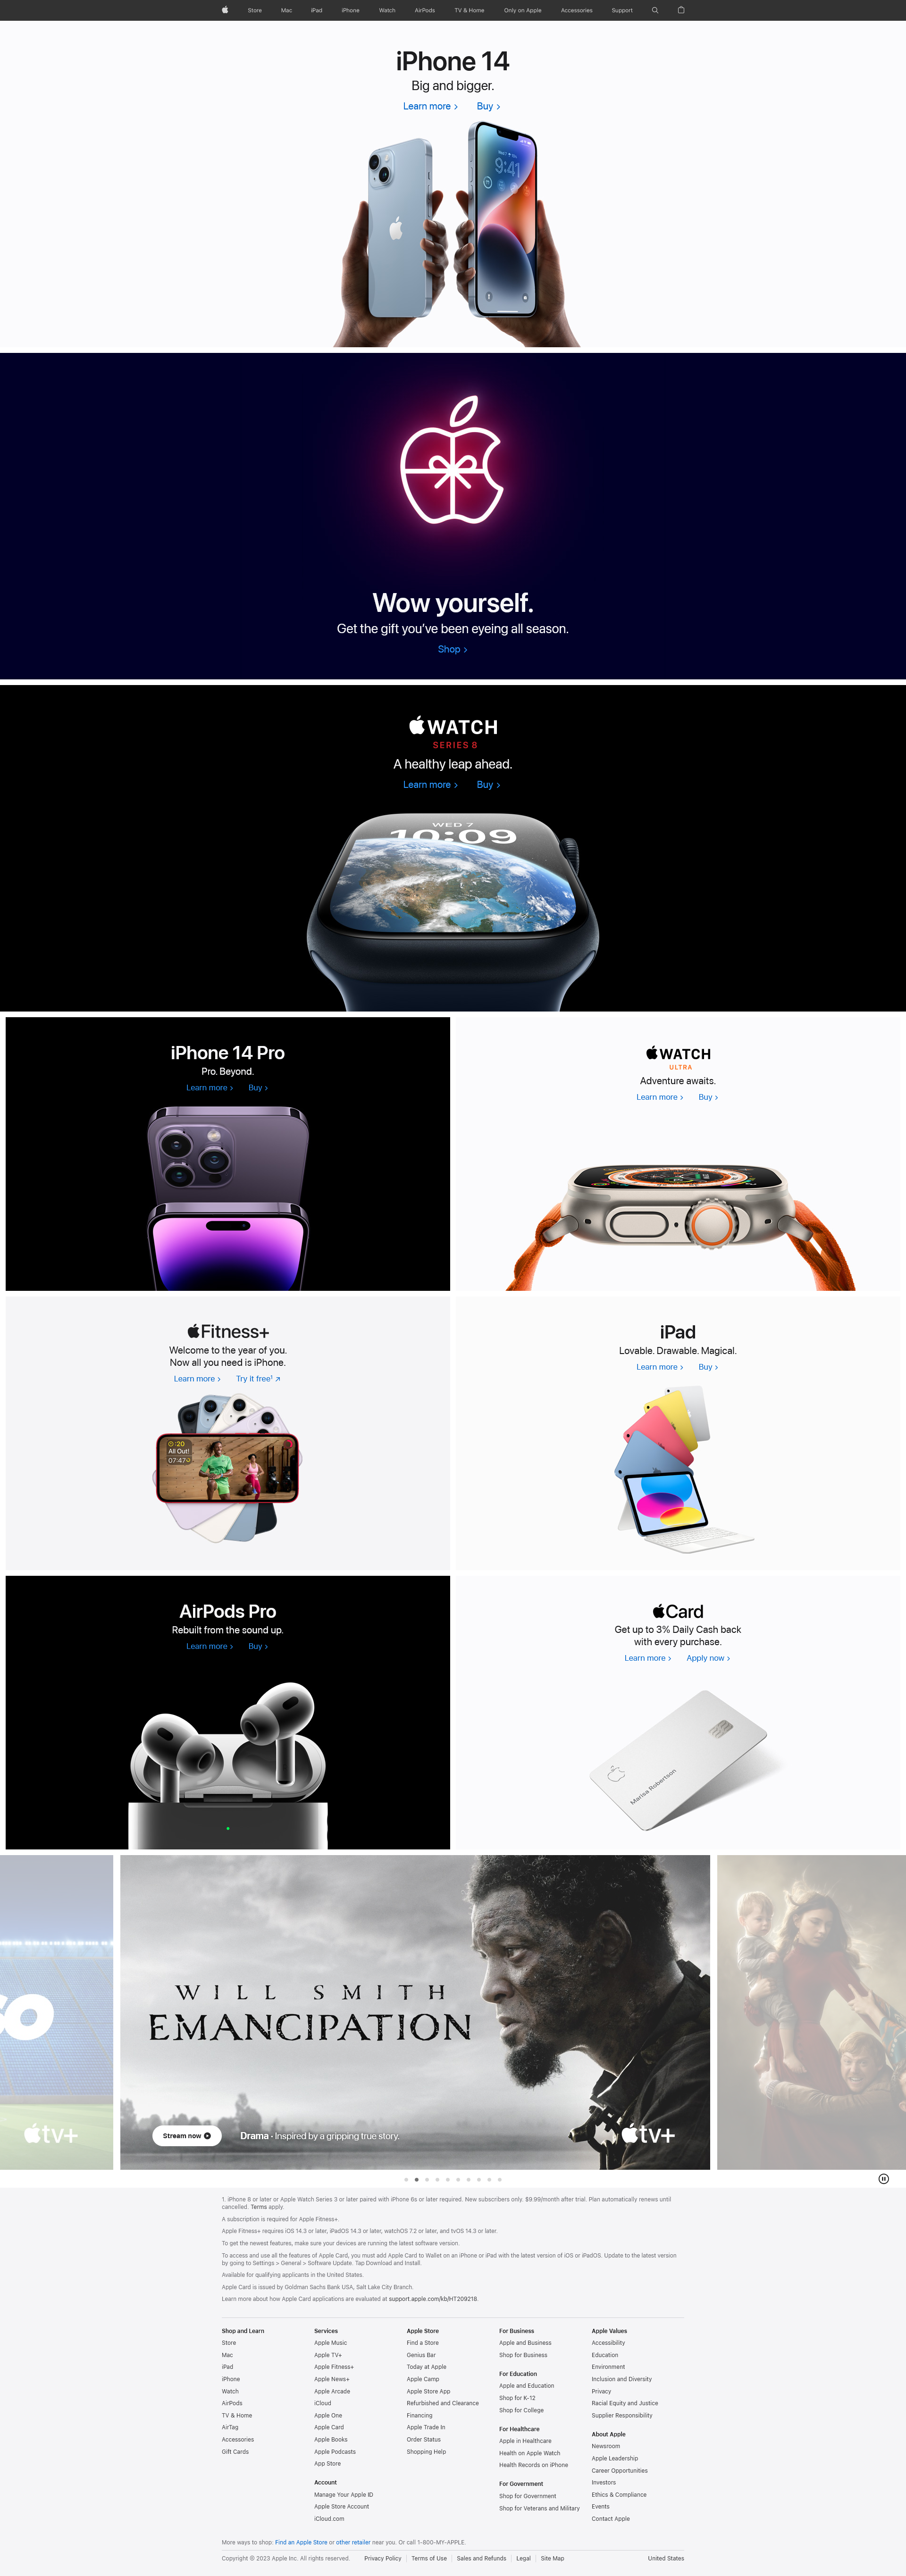 Store Mac iPad iPhone Watch AirPods TV & Home Only on Apple Accessories Support
iPhone 14
Big and bigger.
Learn more > Buy >
9:41
Wow yourself.
Get the gift you've been eyeing all season.
Shop >
WATCH
SERIES 8
A healthy leap ahead.
Learn more > Buy >
WED 7
10:09
iPhone 14 Pro
Pro. Beyond.
Learn more > Buy >
WATCH
ULTRA
Adventure awaits.
Learn more > Buy >
Fitness+
Welcome to the year of you.
Now all you need is iPhone.
Learn more > Try it free¹ ↗
:20
All Out!
07:47
iPad
Lovable. Drawable. Magical.
Learn more > Buy >
AirPods Pro
Rebuilt from the sound up.
Learn more > Buy >
Card
Get up to 3% Daily Cash back
with every purchase.
Learn more > Apply now >
Marisa Robertson
tv+
WILL SMITH
EMANCIPATION
Stream now
Drama · Inspired by a gripping true story.
tv+
1. iPhone 8 or later or Apple Watch Series 3 or later paired with iPhone 6s or later required. New subscribers only. $9.99/month after trial. Plan automatically renews until
cancelled. Terms apply.
A subscription is required for Apple Fitness+.
Apple Fitness+ requires iOS 14.3 or later, iPadOS 14.3 or later, watchOS 7.2 or later, and tvOS 14.3 or later.
To get the newest features, make sure your devices are running the latest software version.
To access and use all the features of Apple Card, you must add Apple Card to Wallet on an iPhone or iPad with the latest version of iOS or iPadOS. Update to the latest version
by going to Settings > General > Software Update. Tap Download and Install.
Available for qualifying applicants in the United States.
Apple Card is issued by Goldman Sachs Bank USA, Salt Lake City Branch.
Learn more about how Apple Card applications are evaluated at support.apple.com/kb/HT209218.
Shop and Learn
Store
Mac
iPad
iPhone
Watch
AirPods
TV & Home
AirTag
Accessories
Gift Cards
Services
Apple Music
Apple TV+
Apple Fitness+
Apple News+
Apple Arcade
iCloud
Apple One
Apple Card
Apple Books
Apple Podcasts
App Store
Account
Manage Your Apple ID
Apple Store Account
iCloud.com
Apple Store
Find a Store
Genius Bar
Today at Apple
Apple Camp
Apple Store App
Refurbished and Clearance
Financing
Apple Trade In
Order Status
Shopping Help
For Business
Apple and Business
Shop for Business
For Education
Apple and Education
Shop for K-12
Shop for College
For Healthcare
Apple in Healthcare
Health on Apple Watch
Health Records on iPhone
For Government
Shop for Government
Shop for Veterans and Military
Apple Values
Accessibility
Education
Environment
Inclusion and Diversity
Privacy
Racial Equity and Justice
Supplier Responsibility
About Apple
Newsroom
Apple Leadership
Career Opportunities
Investors
Ethics & Compliance
Events
Contact Apple
More ways to shop: Find an Apple Store or other retailer near you. Or call 1-800-MY-APPLE.
Copyright © 2023 Apple Inc. All rights reserved. Privacy Policy | Terms of Use | Sales and Refunds | Legal | Site Map United States